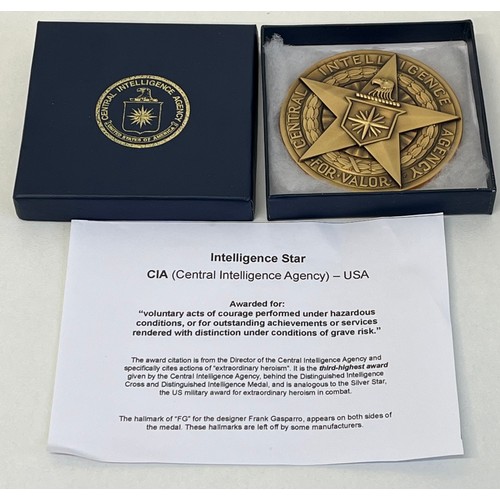 CENTRAL INTELLIGENCE AGENCY
UNITED STATES OF AMERICA
CENTRAL INTELLIGENCE AGENCY
FOR VALOR
Intelligence Star
CIA (Central Intelligence Agency) – USA
Awarded for:
“voluntary acts of courage performed under hazardous
conditions, or for outstanding achievements or services
rendered with distinction under conditions of grave risk.”
The award citation is from the Director of the Central Intelligence Agency and
specifically cites actions of "extraordinary heroism". It is the third-highest award
given by the Central Intelligence Agency, behind the Distinguished Intelligence
Cross and Distinguished Intelligence Medal, and is analogous to the Silver Star,
the US military award for extraordinary heroism in combat.
The hallmark of "FG" for the designer Frank Gasparro, appears on both sides of
the medal. These hallmarks are left off by some manufacturers.